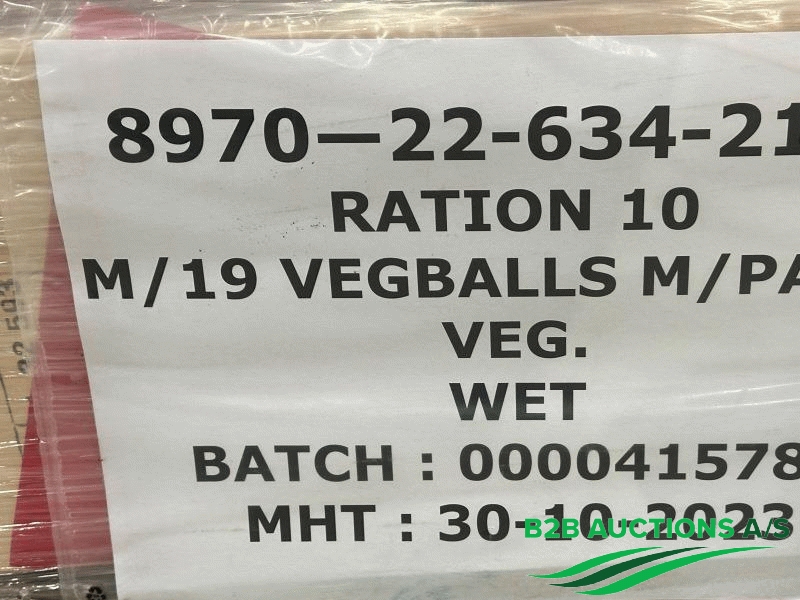 8970—22-634-21
RATION 10
M/19 VEGBALLS M/PA
VEG.
WET
BATCH : 000041578
MHT : 30-10-2023
B2B AUCTIONS A/S